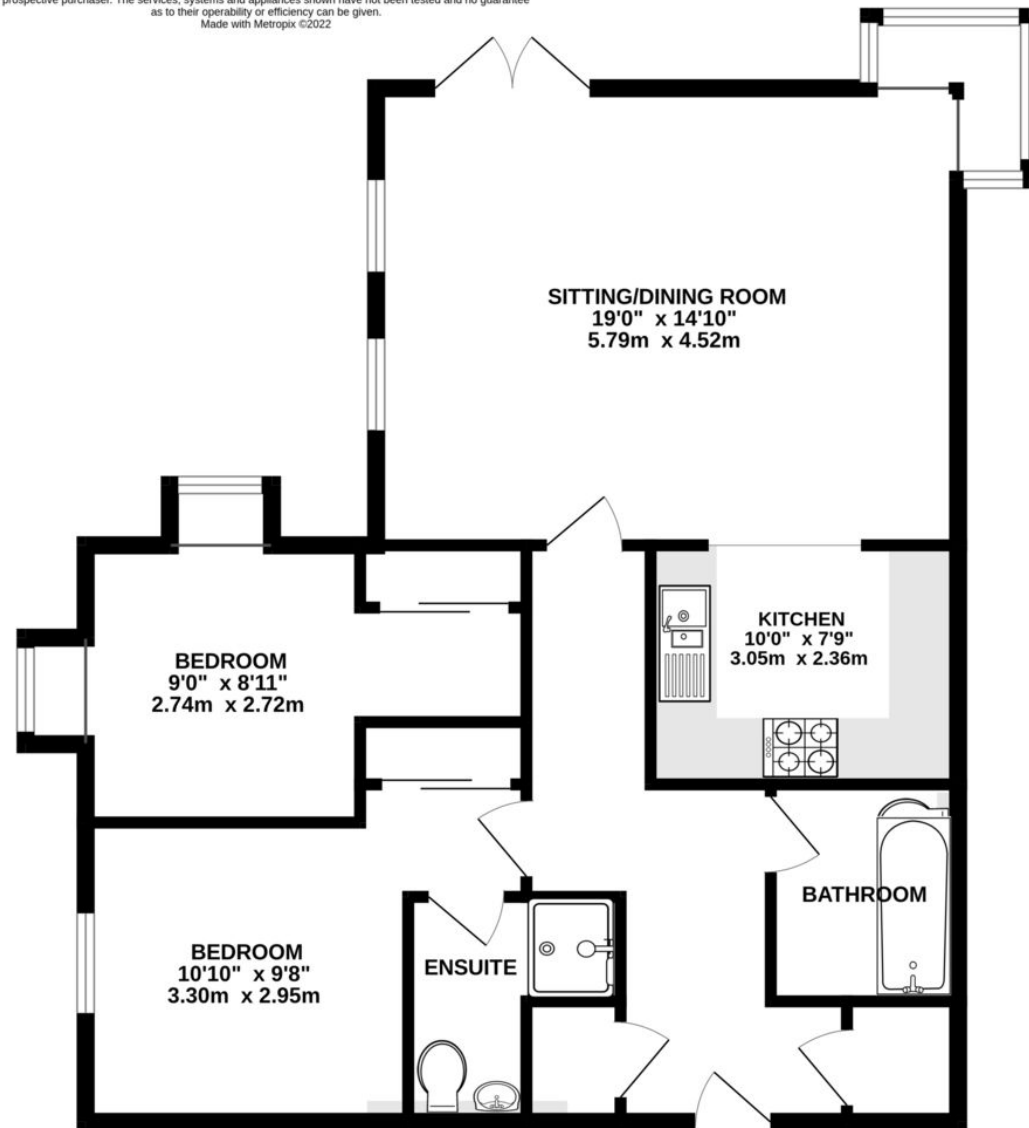 prospective purchaser. The services, systems and appliances shown have not been tested and no guarantee
as to their operability or efficiency can be given.
Made with Metropix ©2022
SITTING/DINING ROOM
19'0" x 14'10"
5.79m x 4.52m
KITCHEN
10'0" x 7'9"
3.05m x 2.36m
BEDROOM
9'0" x 8'11"
2.74m x 2.72m
BATHROOM
BEDROOM
10'10" x 9'8"
3.30m x 2.95m
ENSUITE